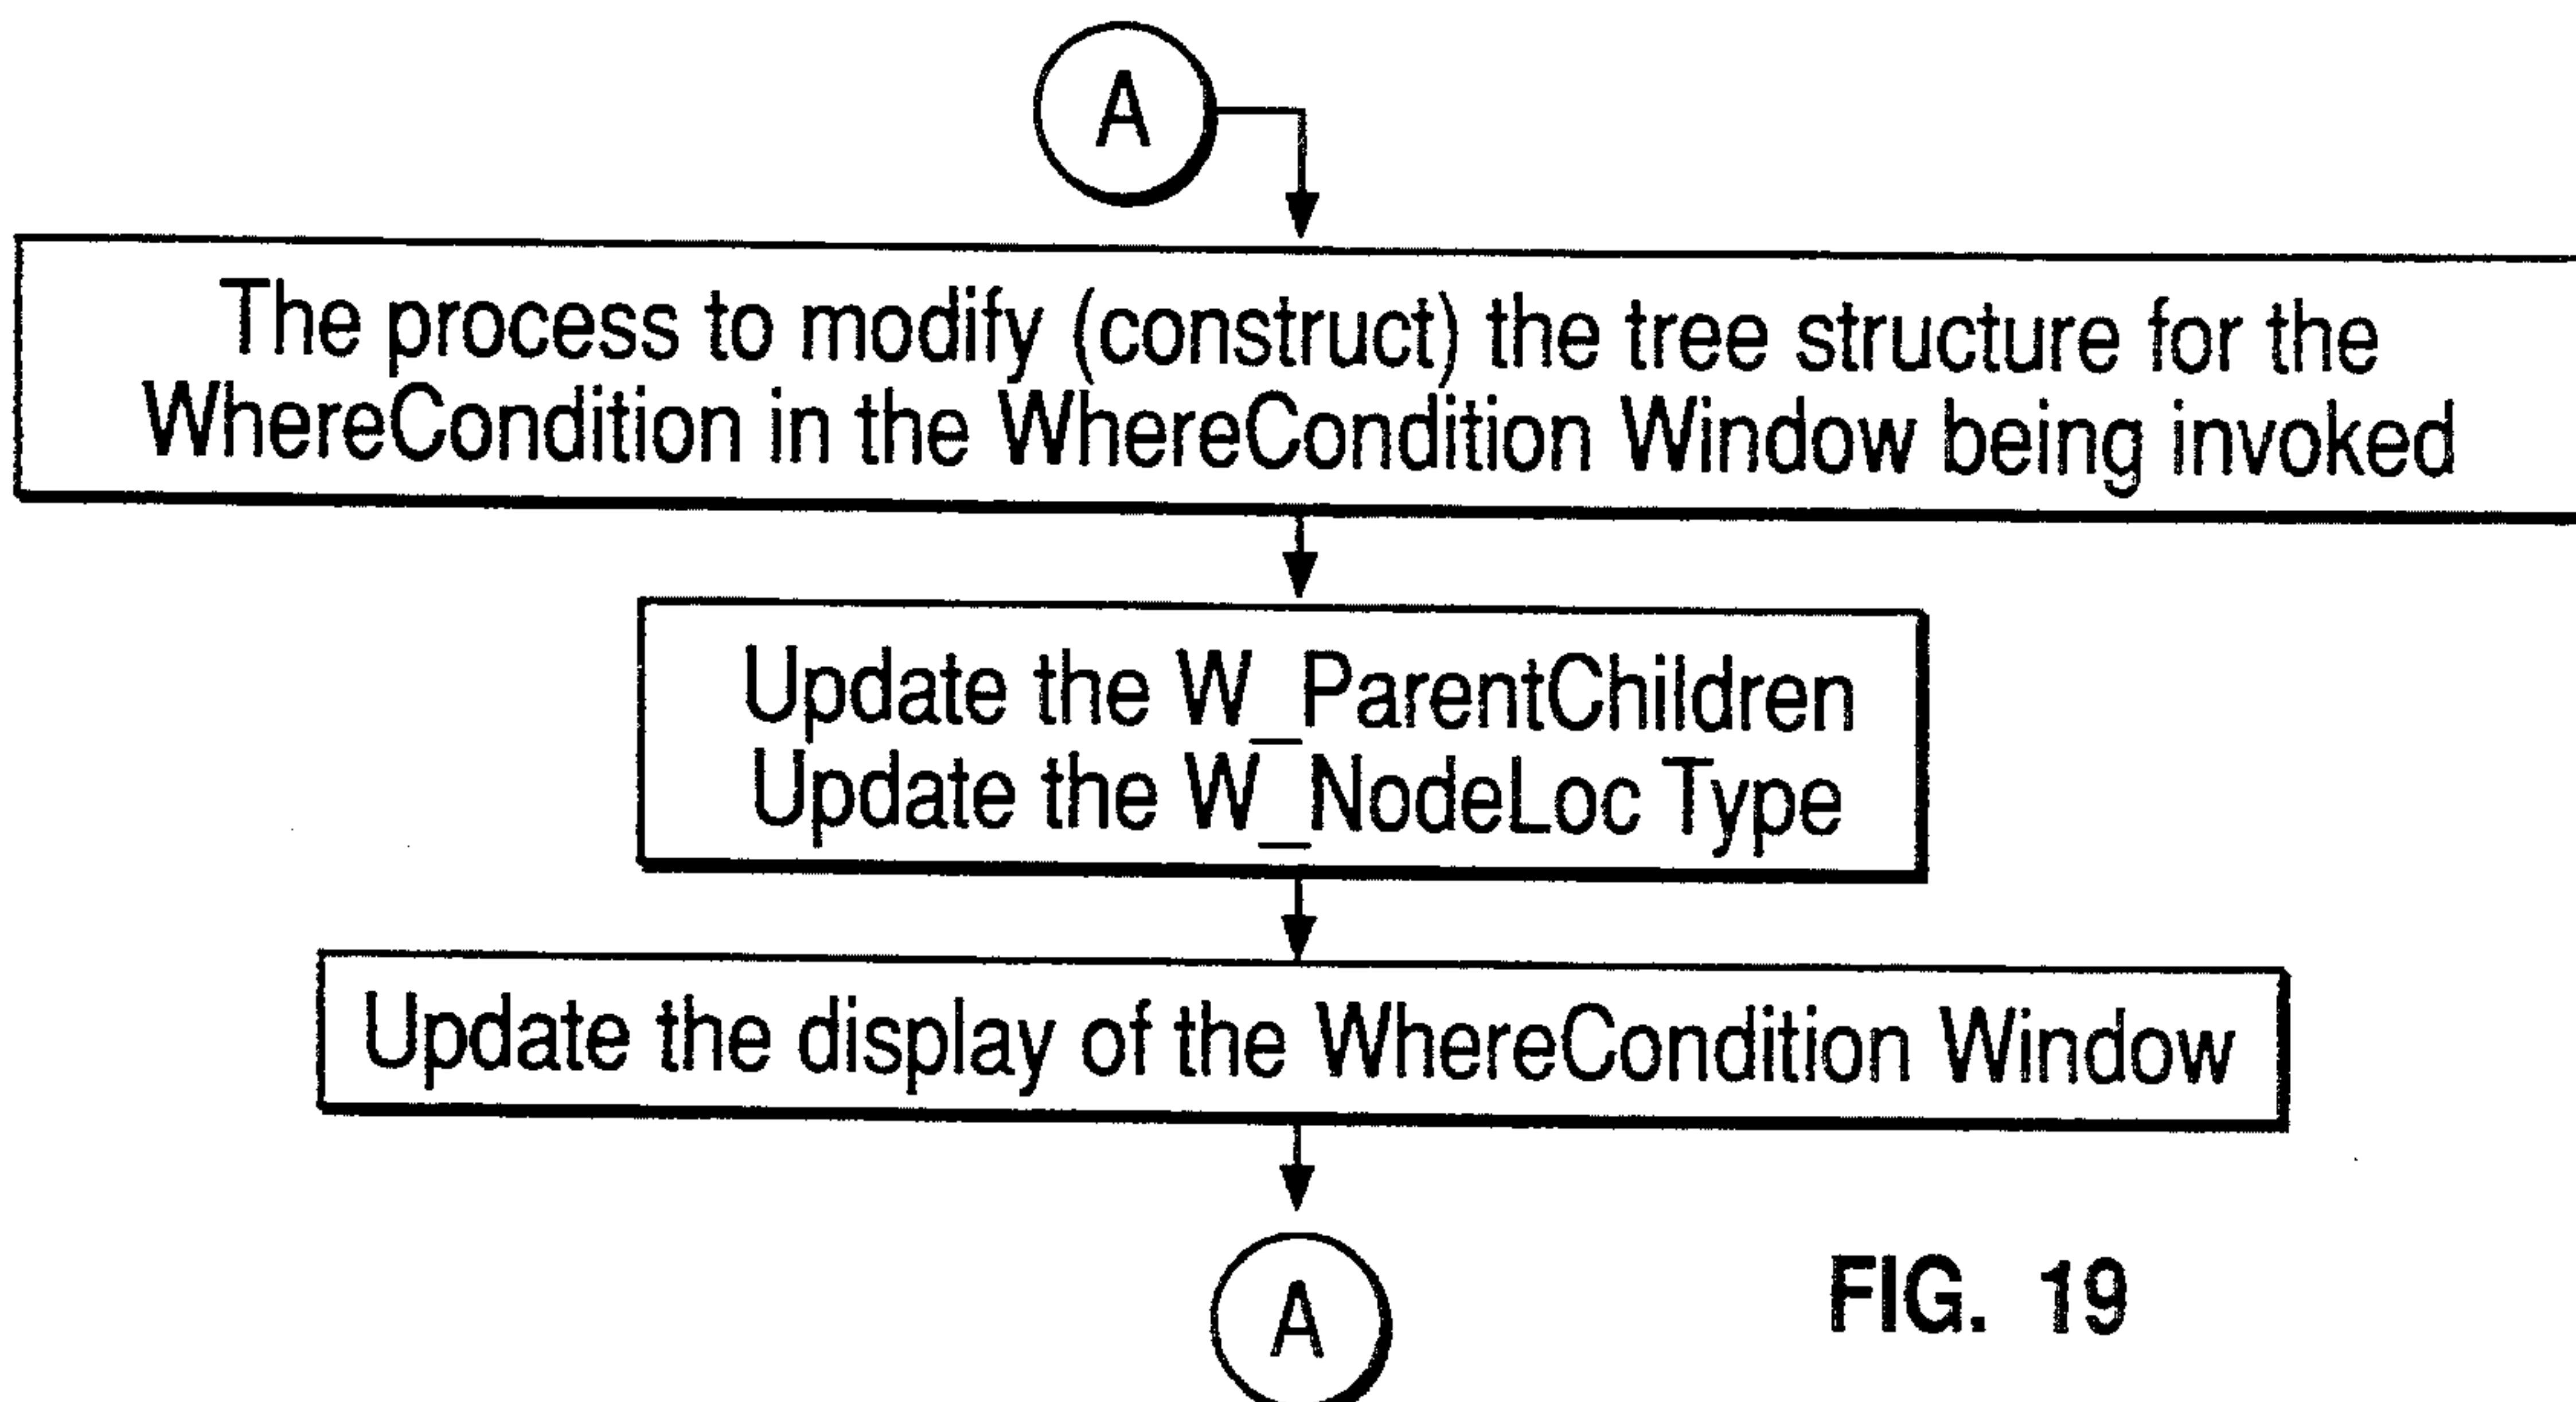 A
The process to modify (construct) the tree structure for the
WhereCondition in the WhereCondition Window being invoked
Update the W_ParentChildren
Update the W_NodeLoc Type
Update the display of the WhereCondition Window
A
FIG. 19